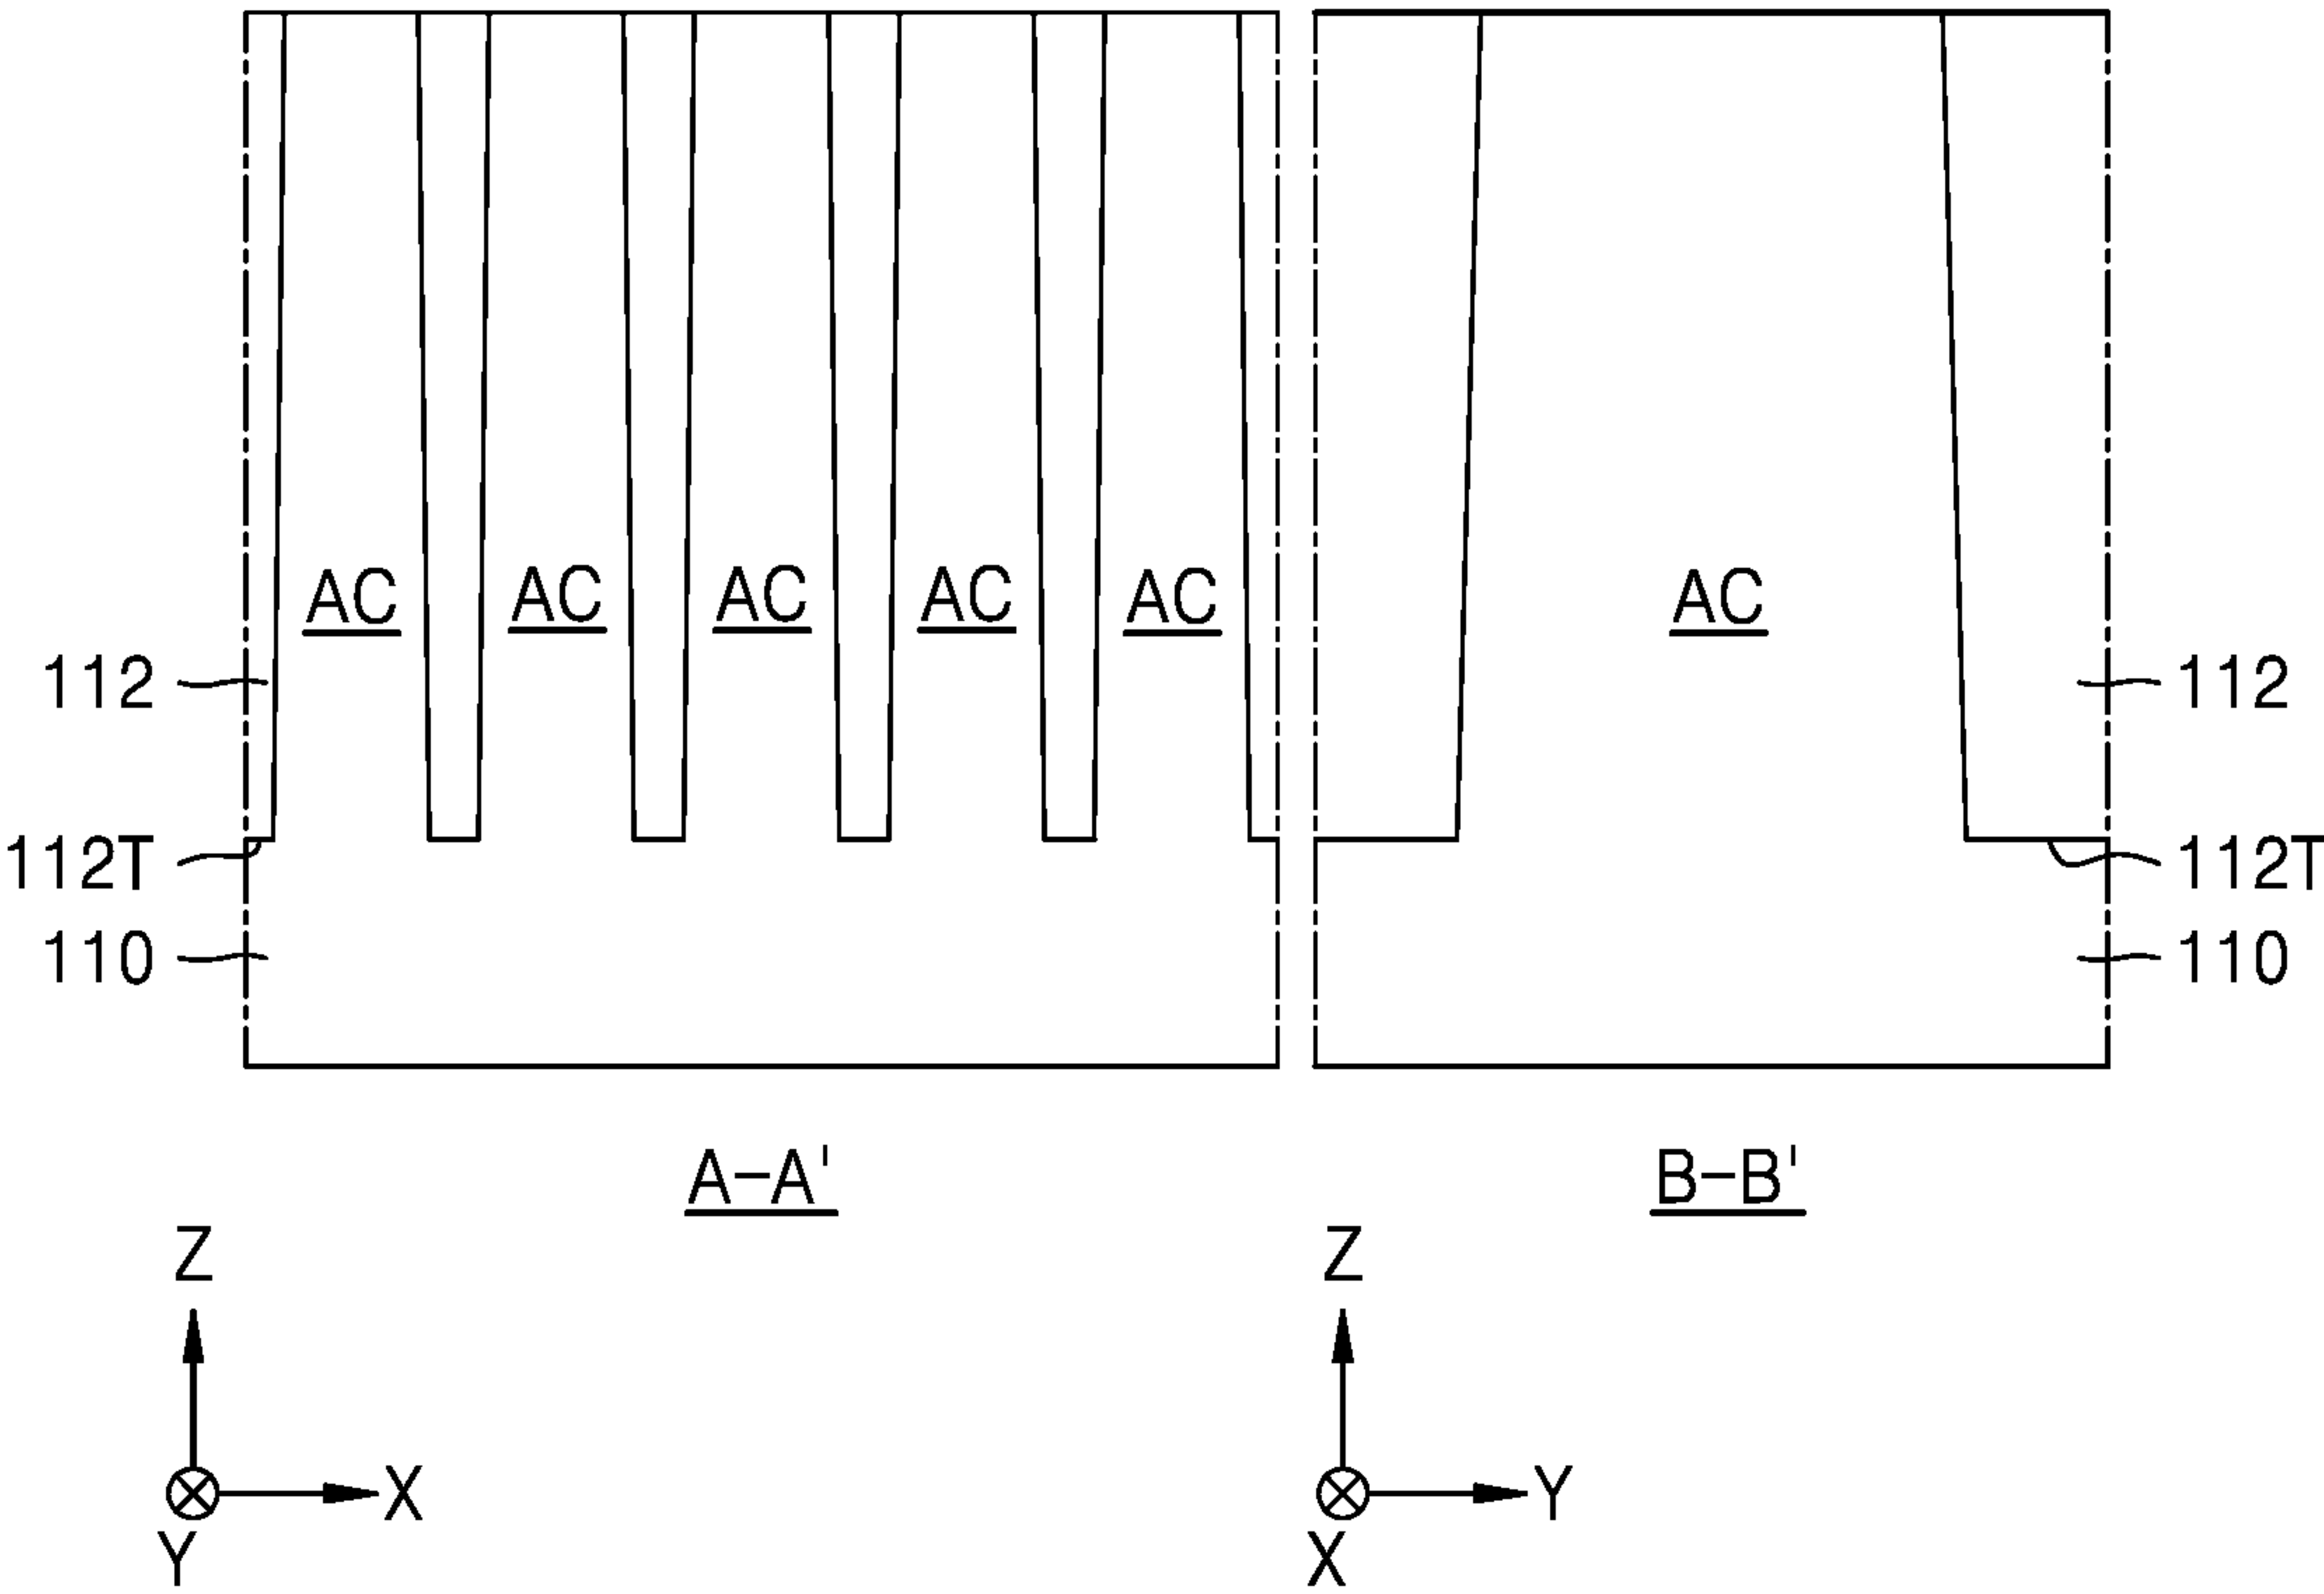 AC AC AC AC AC AC
112 112
112T 112T
110 110
A-A' B-B'
Z Z
X Y
Y X